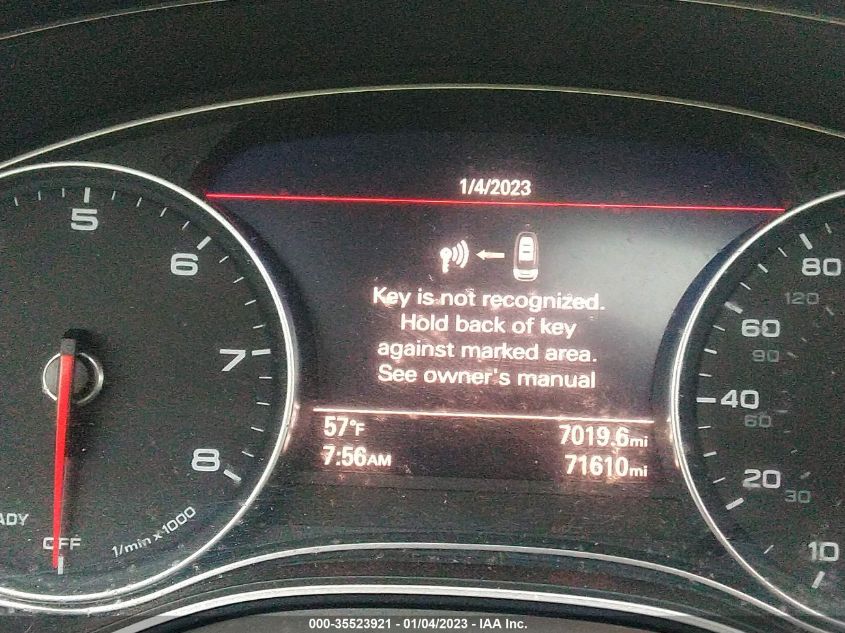 1/4/2023
Key is not recognized.
Hold back of key
against marked area.
See owner's manual
57°F
7019.6mi
7:56AM
71610mi
5
6
7
8
OFF
1/min x1000
80
120
60
90
40
60
20
30
10
000-35523921 - 01/04/2023 - IAA Inc.